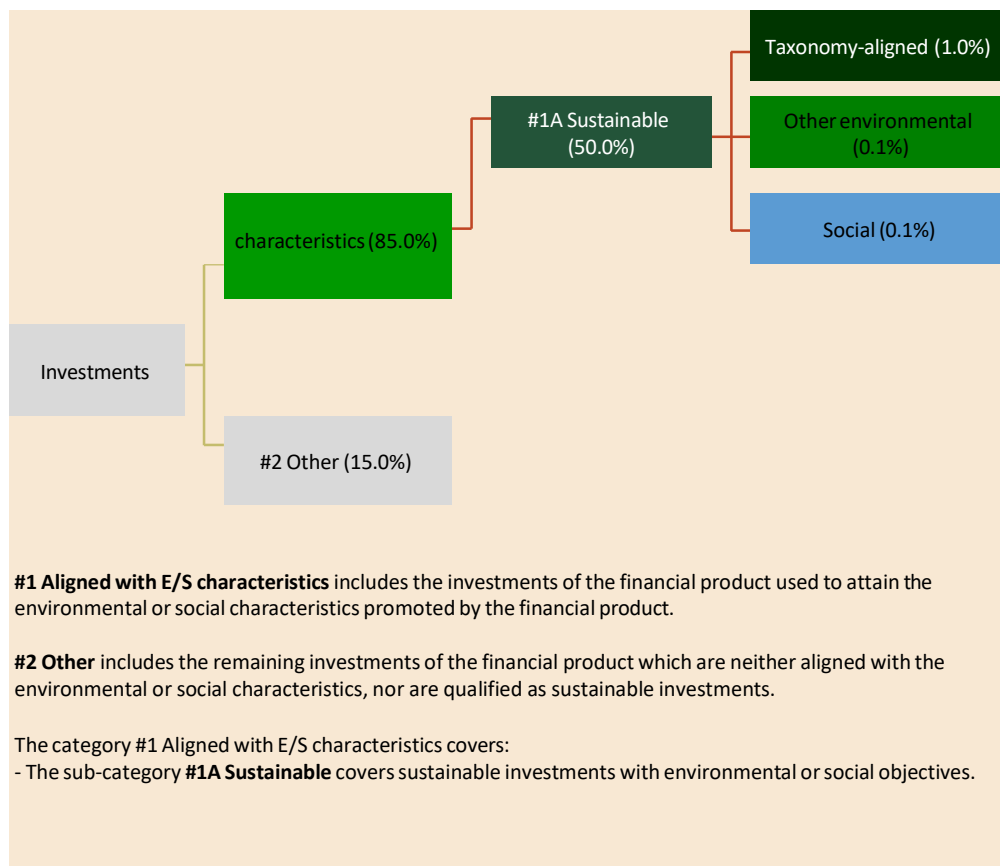 Taxonomy-aligned (1.0%)
#1A Sustainable
(50.0%)
Other environmental
(0.1%)
characteristics (85.0%)
Social (0.1%)
Investments
#2 Other (15.0%)
#1 Aligned with E/S characteristics includes the investments of the financial product used to attain the
environmental or social characteristics promoted by the financial product.
#2 Other includes the remaining investments of the financial product which are neither aligned with the
environmental or social characteristics, nor are qualified as sustainable investments.
The category #1 Aligned with E/S characteristics covers:
- The sub-category #1A Sustainable covers sustainable investments with environmental or social objectives.